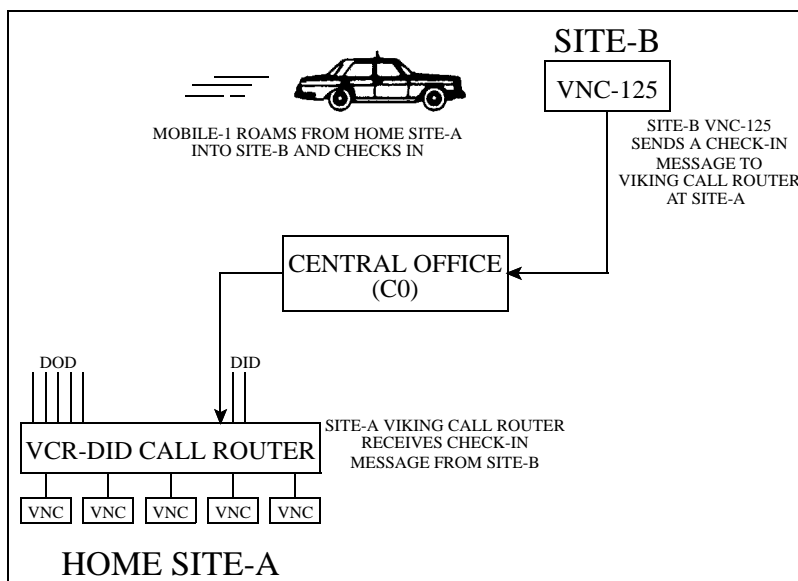 SITE-B
VNC-125
MOBILE-1 ROAMS FROM HOME SITE-A
INTO SITE-B AND CHECKS IN
SITE-B VNC-125
SENDS A CHECK-IN
MESSAGE TO
VIKING CALL ROUTER
AT SITE-A
CENTRAL OFFICE
(C0)
DOD
DID
VCR-DID CALL ROUTER
SITE-A VIKING CALL ROUTER
RECEIVES CHECK-IN
MESSAGE FROM SITE-B
VNC
VNC
VNC
VNC
VNC
HOME SITE-A